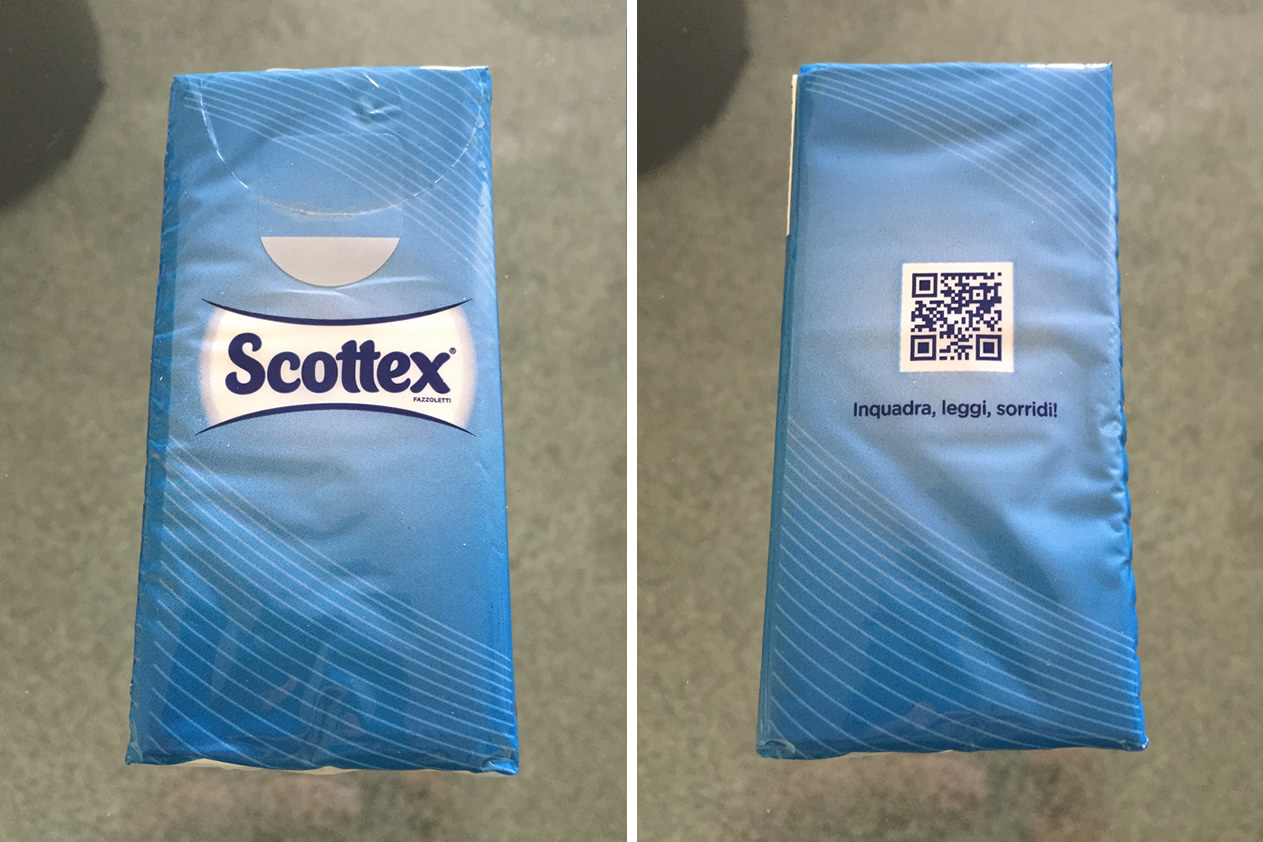 Scottex®
FAZZOLETTI
Inquadra, leggi, sorridi!